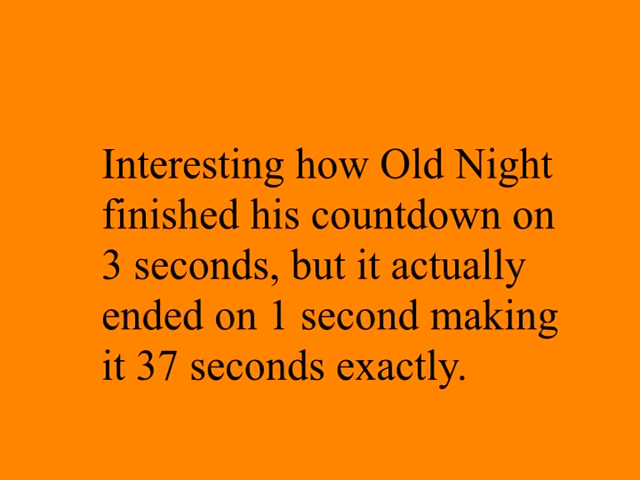 Interesting how Old Night
finished his countdown on
3 seconds, but it actually
ended on 1 second making
it 37 seconds exactly.